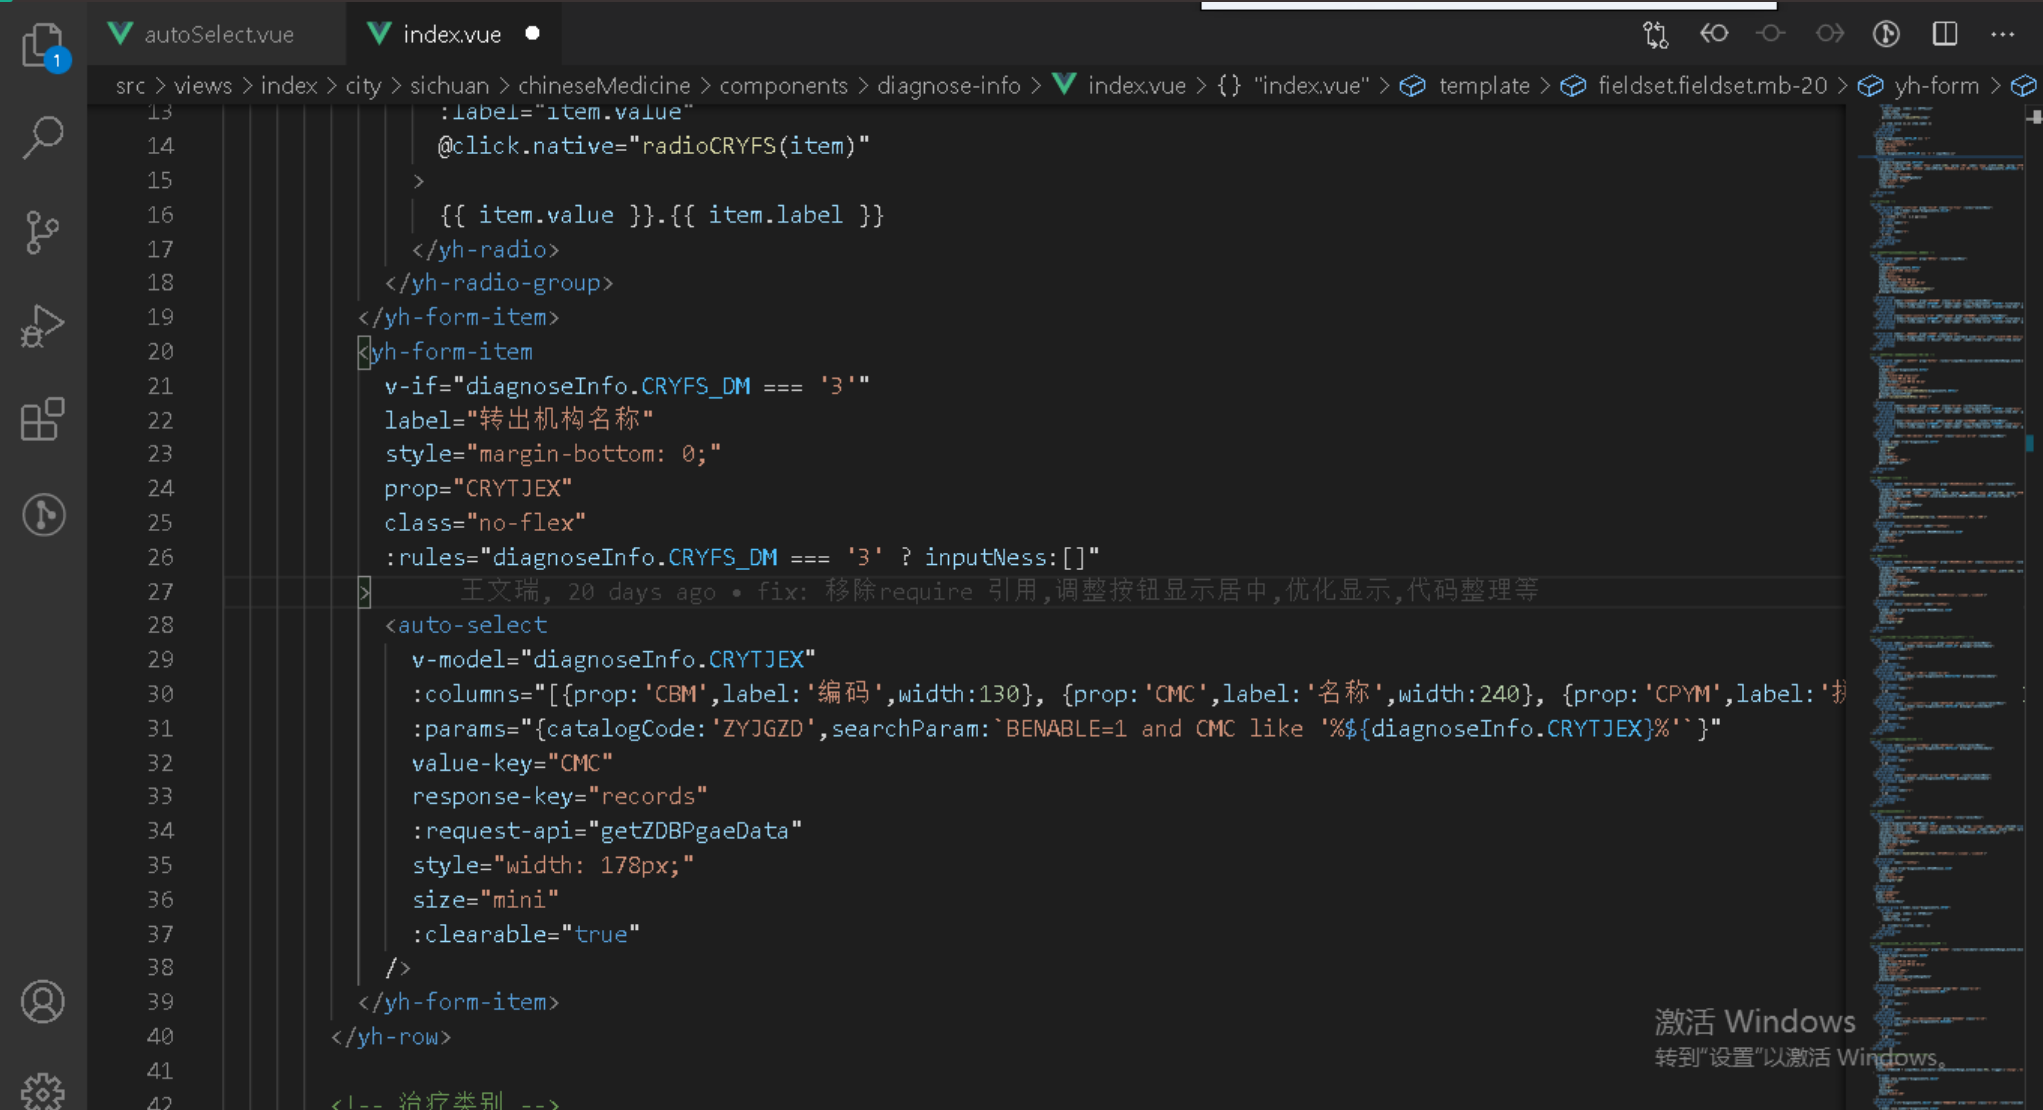 autoSelect.vue
index.vue
1
src > views > index > city > sichuan > chineseMedicine > components > diagnose-info > index.vue > {} "index.vue" > template > fieldset.fieldset.mb-20 > yh-form >
13 :label="item.value"
14 @click.native="radioCRYFS(item)"
15 >
16 {{ item.value }}.{{ item.label }}
17 </yh-radio>
18 </yh-radio-group>
19 </yh-form-item>
20 <yh-form-item
21 v-if="diagnoseInfo.CRYFS_DM === '3'"
22 label="转出机构名称"
23 style="margin-bottom: 0;"
24 prop="CRYTJEX"
25 class="no-flex"
26 :rules="diagnoseInfo.CRYFS_DM === '3' ? inputNess:[]"
27 > 王文瑞, 20 days ago • fix: 移除require 引用,调整按钮显示居中,优化显示,代码整理等
28 <auto-select
29 v-model="diagnoseInfo.CRYTJEX"
30 :columns="[{prop:'CBM',label:'编码',width:130}, {prop:'CMC',label:'名称',width:240}, {prop:'CPYM',label:'
31 :params="{catalogCode:'ZYJGZD',searchParam:`BENABLE=1 and CMC like '%${diagnoseInfo.CRYTJEX}%'`}"
32 value-key="CMC"
33 response-key="records"
34 :request-api="getZDBPgaeData"
35 style="width: 178px;"
36 size="mini"
37 :clearable="true"
38 />
39 </yh-form-item>
40 </yh-row>
41
42 <!-- 治疗类别 -->
激活 Windows
转到"设置"以激活 Windows。